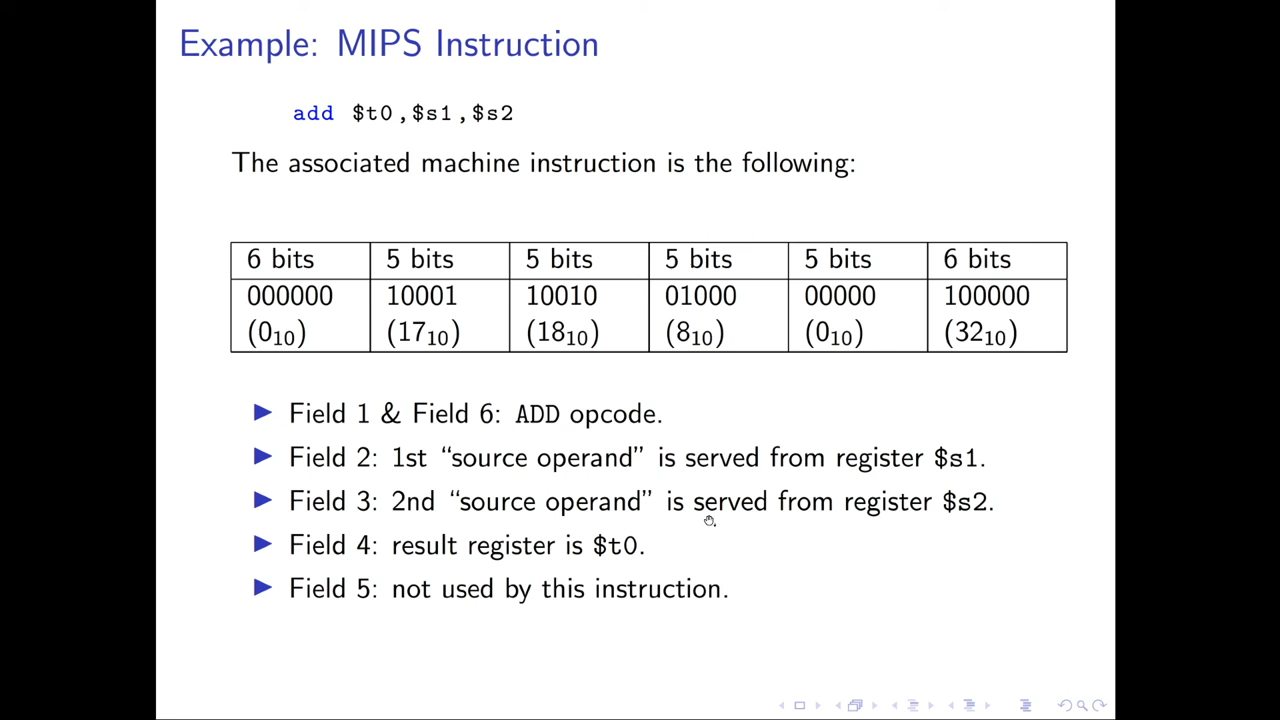 Example: MIPS Instruction
add $t0,$s1,$s2
The associated machine instruction is the following:
6 bits 5 bits 5 bits 5 bits 5 bits 6 bits
000000 10001 10010 01000 00000 100000
(0₁₀) (17₁₀) (18₁₀) (8₁₀) (0₁₀) (32₁₀)
▶ Field 1 & Field 6: ADD opcode.
▶ Field 2: 1st “source operand” is served from register $s1.
▶ Field 3: 2nd “source operand” is served from register $s2.
▶ Field 4: result register is $t0.
▶ Field 5: not used by this instruction.